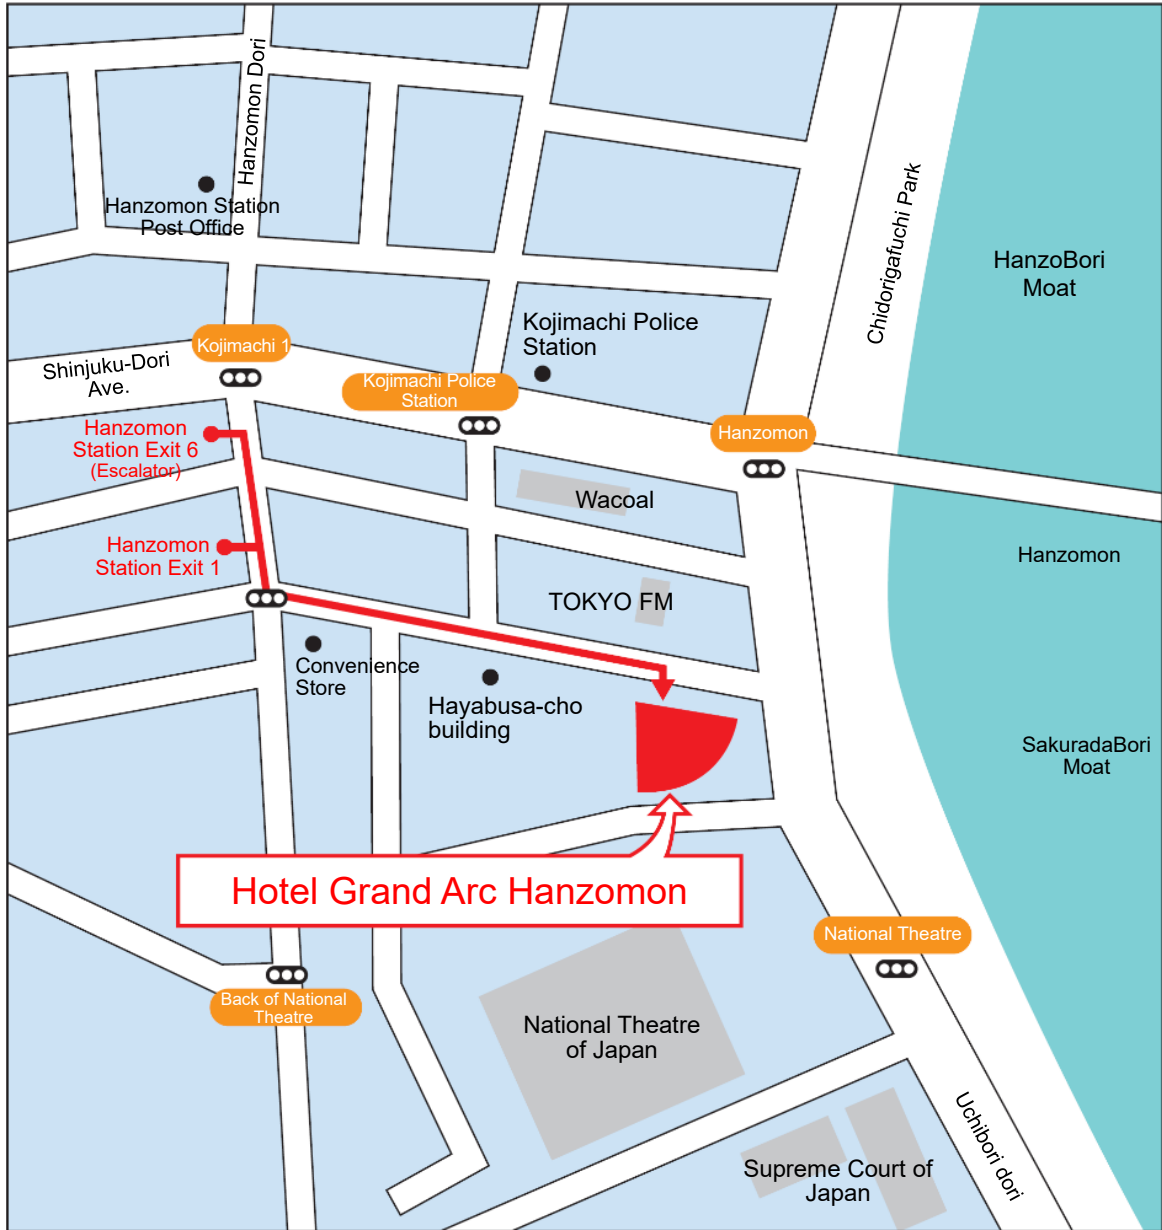 Hanzomon Dori
Hanzomon Station
Post Office
Chidorigafuchi Park
HanzoBori
Moat
Kojimachi 1
Kojimachi Police
Station
Shinjuku-Dori
Ave.
Kojimachi Police
Station
Hanzomon
Station Exit 6
(Escalator)
Hanzomon
Wacoal
Hanzomon
Station Exit 1
Hanzomon
TOKYO FM
Convenience
Store
Hayabusa-cho
building
SakuradaBori
Moat
Hotel Grand Arc Hanzomon
National Theatre
Back of National
Theatre
National Theatre
of Japan
Uchibori dori
Supreme Court of
Japan